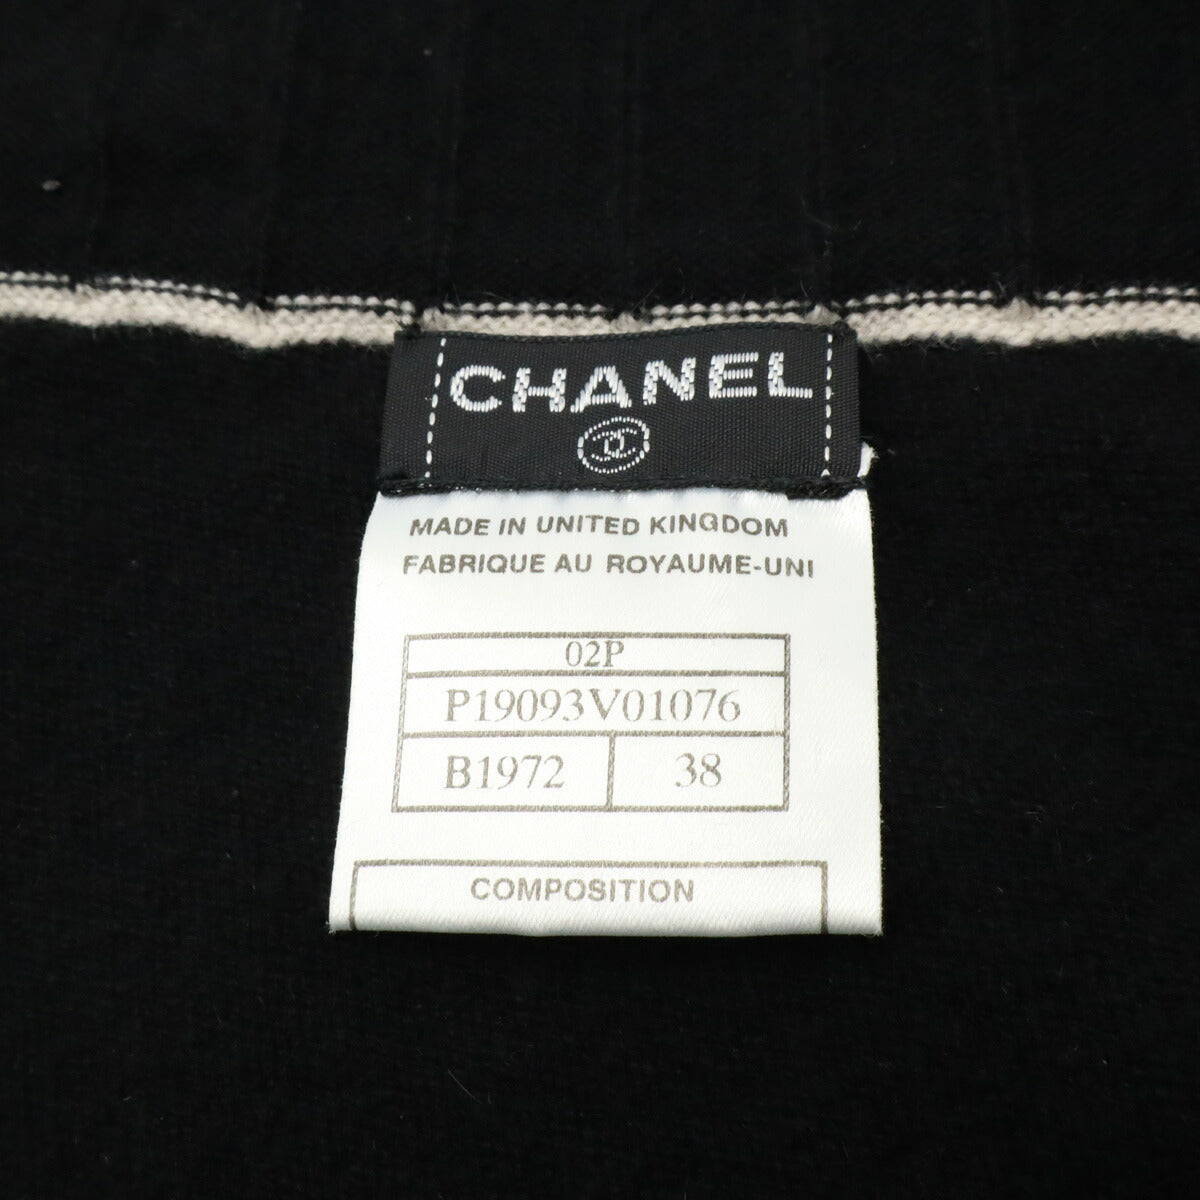 CHANEL
MADE IN UNITED KINGDOM
FABRIQUE AU ROYAUME-UNI
02P
P19093V01076
B1972 38
COMPOSITION